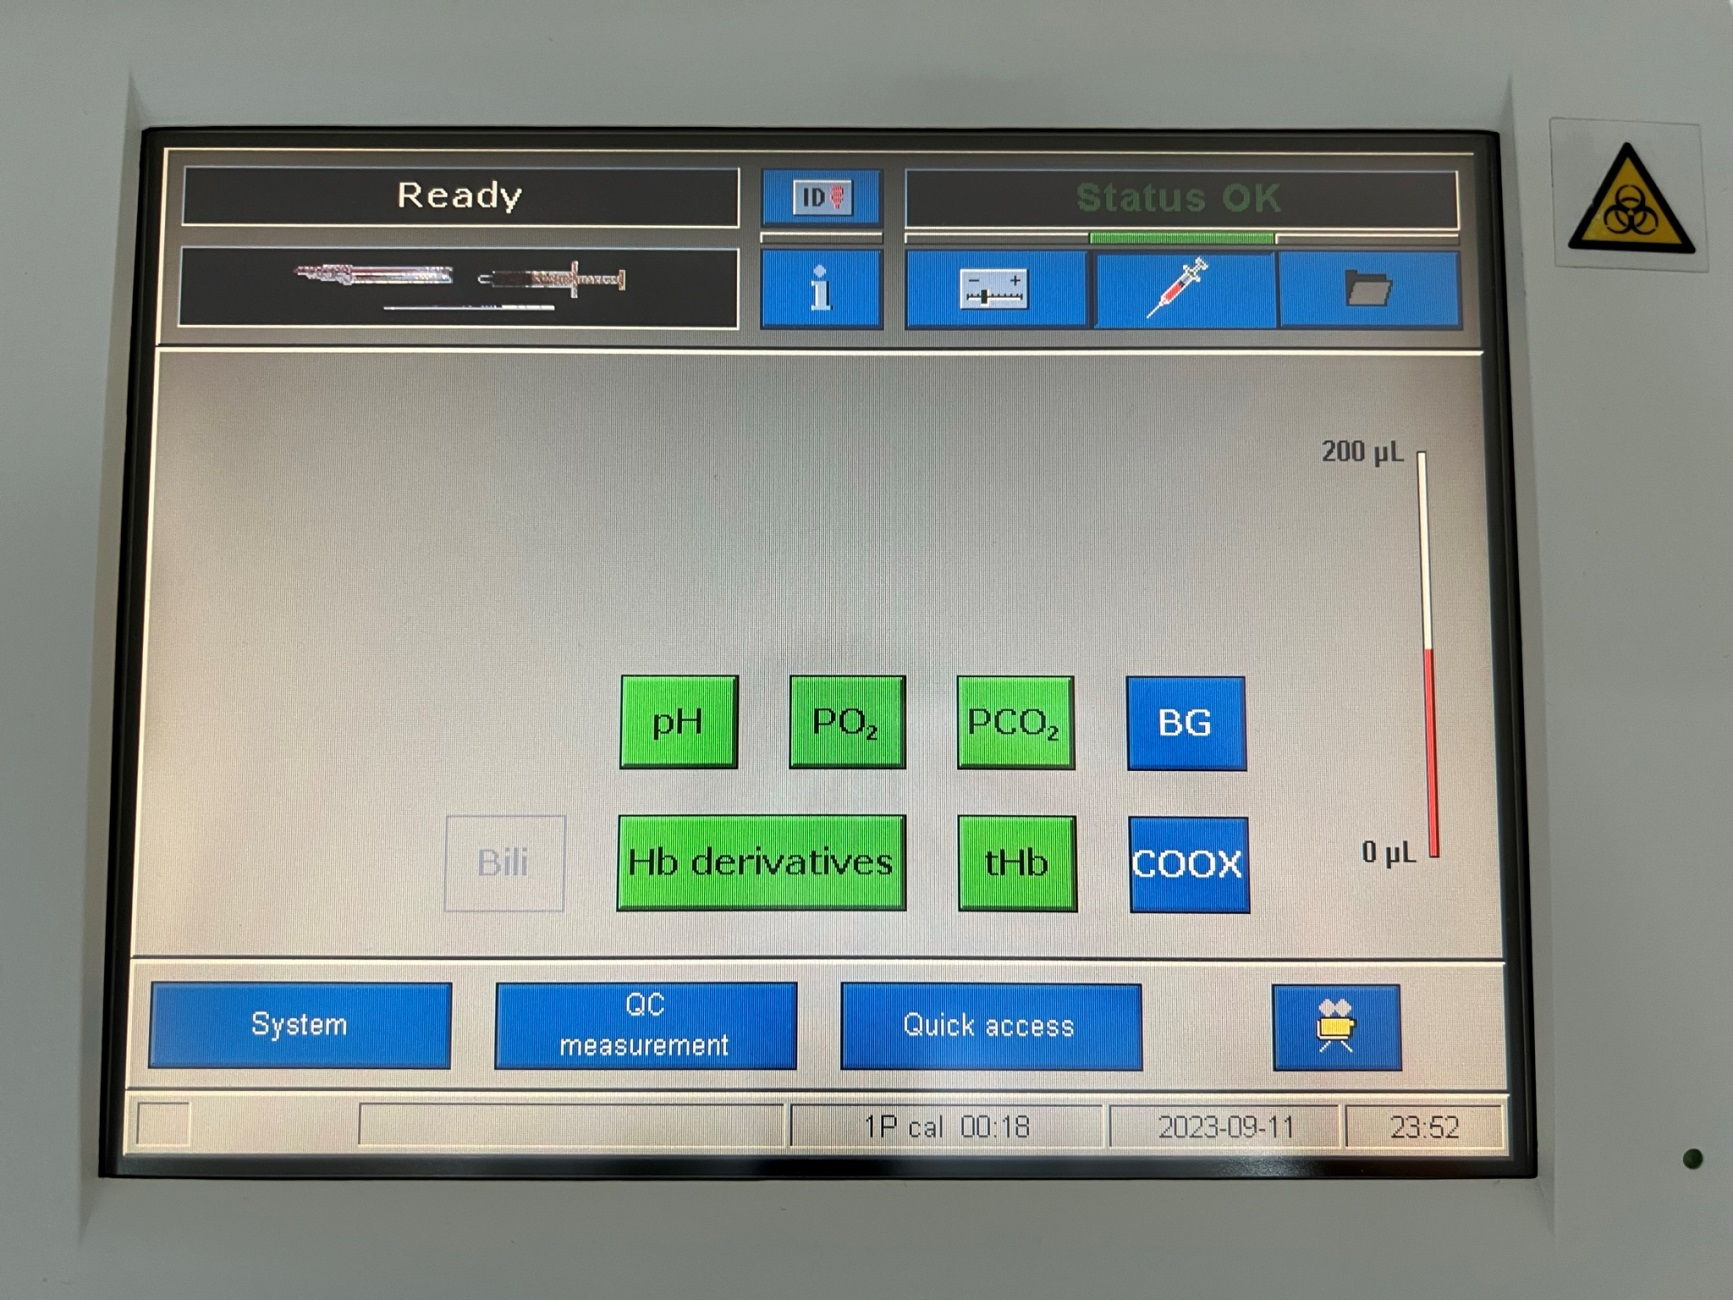 Ready
ID
Status OK
i
- +
200 µL
pH
PO₂
PCO₂
BG
Bili
Hb derivatives
tHb
COOX
0 µL
System
QC
measurement
Quick access
1P cal 00:18
2023-09-11
23:52